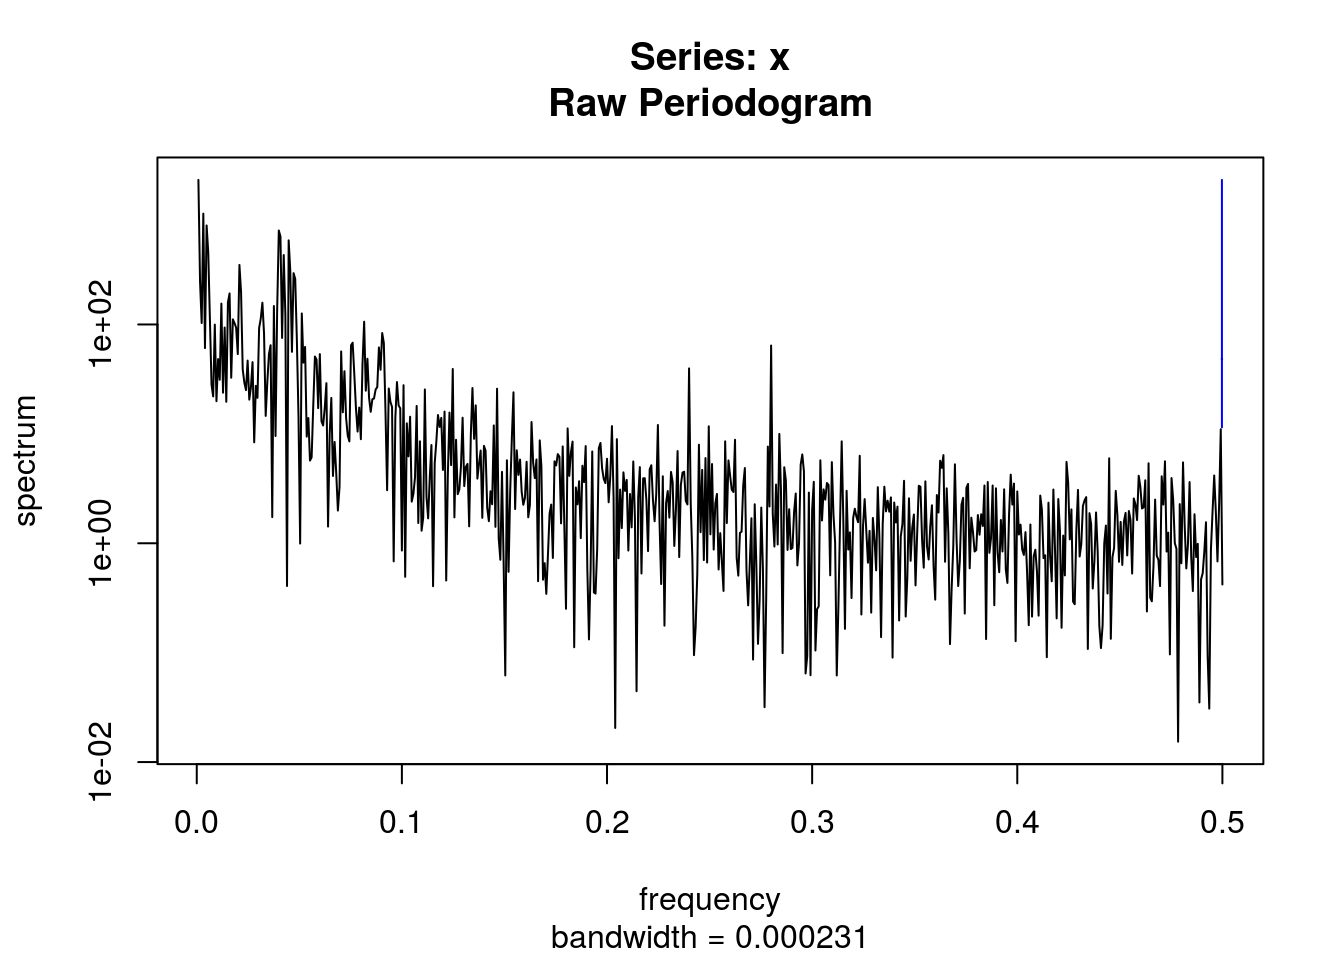 Series: x
Raw Periodogram
spectrum
1e+02
1e+00
1e-02
0.0 0.1 0.2 0.3 0.4 0.5
frequency
bandwidth = 0.000231